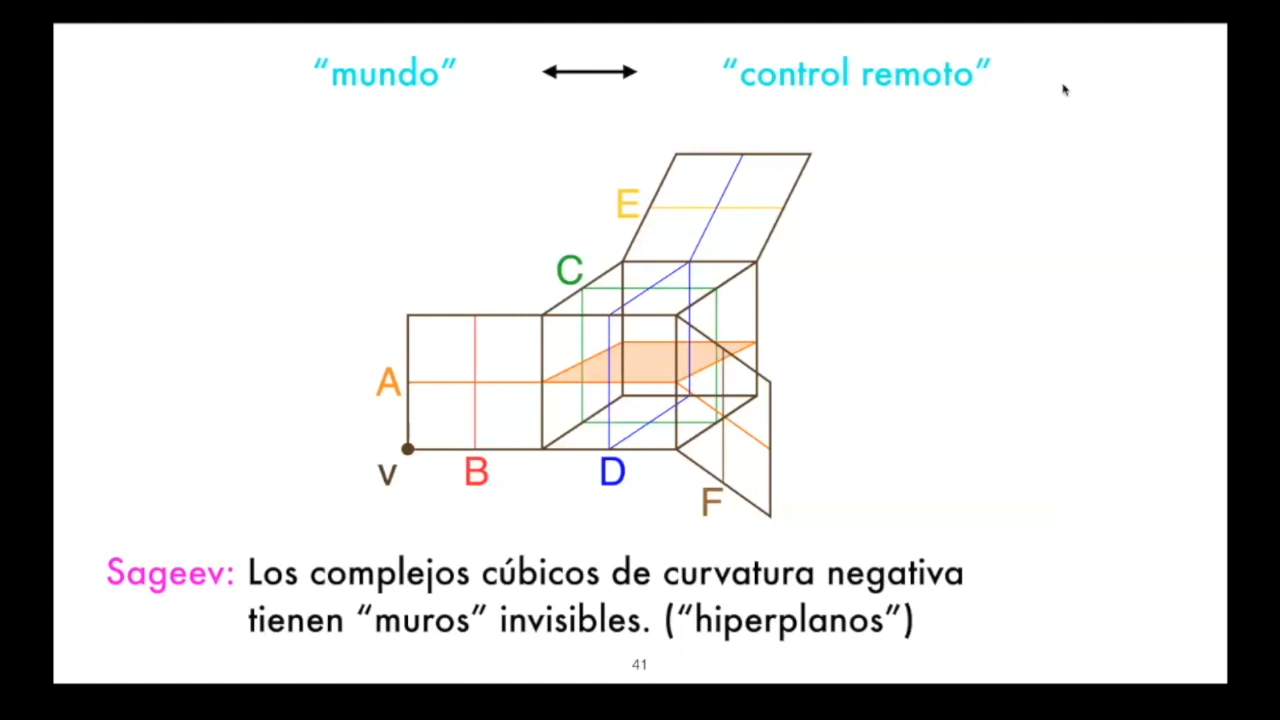 “mundo” “control remoto”
E
C
A
v
B
D
F
Sageev: Los complejos cúbicos de curvatura negativa
tienen “muros” invisibles. (“hiperplanos”)
41